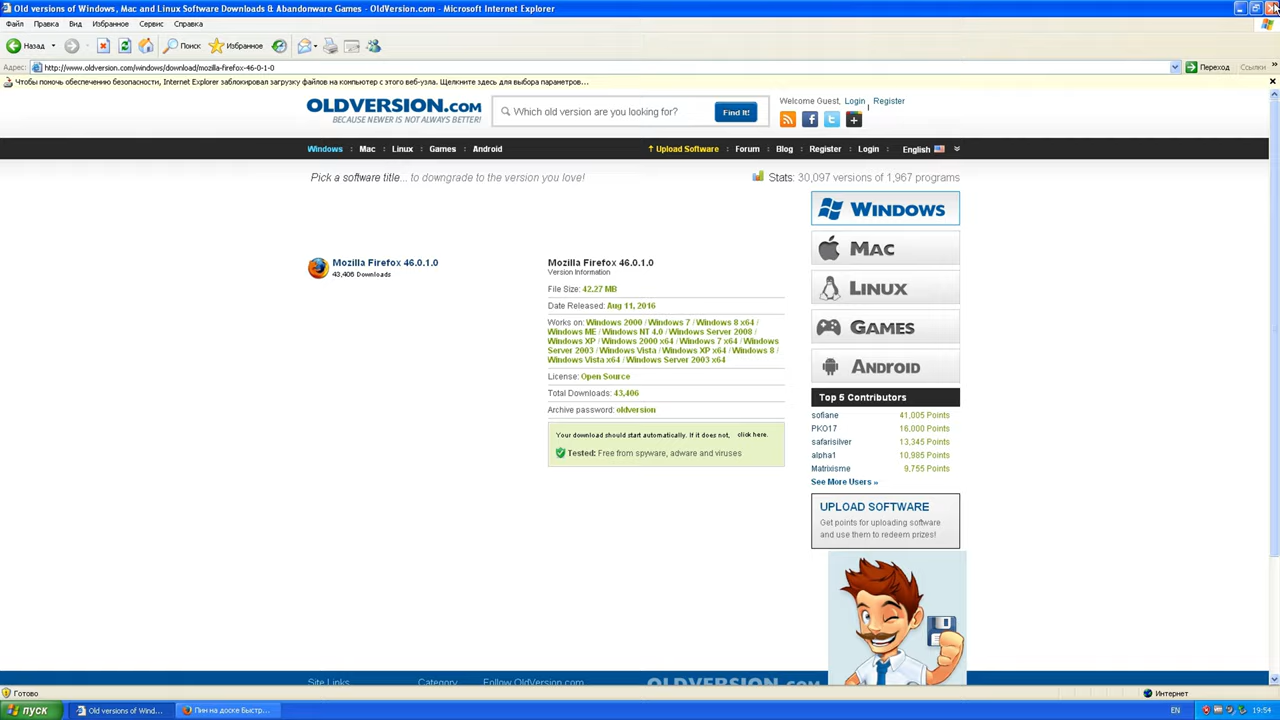 Old versions of Windows, Mac and Linux Software Downloads & Abandonware Games - OldVersion.com - Microsoft Internet Explorer
Файл Правка Вид Избранное Сервис Справка
Назад Поиск Избранное
Адрес: http://www.oldversion.com/windows/download/mozilla-firefox-46-0-1-0 Переход Ссылки »
Чтобы помочь обеспечению безопасности, Internet Explorer заблокировал загрузку файлов на компьютер с этого веб-узла. Щелкните здесь для выбора параметров...
OLDVERSION.COM
BECAUSE NEWER IS NOT ALWAYS BETTER!
Which old version are you looking for?
Find It!
Welcome Guest, Login | Register
Windows : Mac : Linux : Games : Android
↑ Upload Software : Forum : Blog : Register : Login : English
Pick a software title... to downgrade to the version you love!
Stats: 30,097 versions of 1,967 programs
Mozilla Firefox 46.0.1.0
43,406 Downloads
Mozilla Firefox 46.0.1.0
Version Information
File Size: 42.27 MB
Date Released: Aug 11, 2016
Works on: Windows 2000 / Windows 7 / Windows 8 x64 /
Windows ME / Windows NT 4.0 / Windows Server 2008 /
Windows XP / Windows 2000 x64 / Windows 7 x64 / Windows
Server 2003 / Windows Vista / Windows XP x64 / Windows 8 /
Windows Vista x64 / Windows Server 2003 x64
License: Open Source
Total Downloads: 43,406
Archive password: oldversion
Your download should start automatically. If it does not, click here.
Tested: Free from spyware, adware and viruses
WINDOWS
MAC
LINUX
GAMES
ANDROID
Top 5 Contributors
sofiane 41,005 Points
PKO17 16,000 Points
safarisilver 13,345 Points
alpha1 10,985 Points
Matrixisme 9,755 Points
See More Users »
UPLOAD SOFTWARE
Get points for uploading software
and use them to redeem prizes!
Site Links Category Follow OldVersion.com OLDVERSION.COM
Готово Интернет
пуск Old versions of Wind... Пин на доске Быстр... EN 19:54